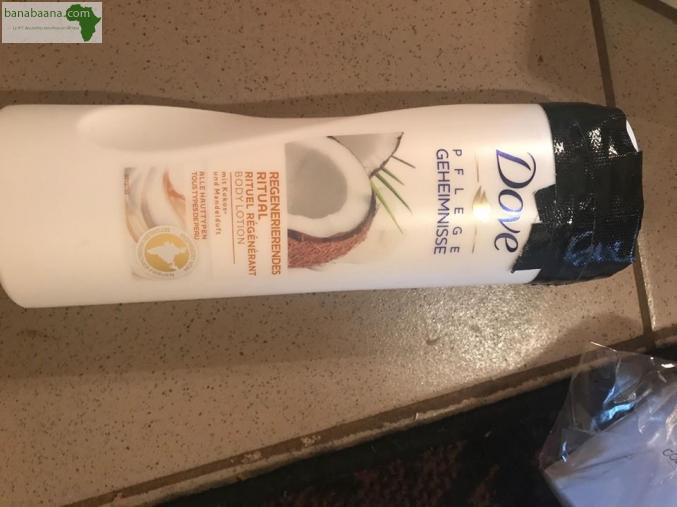 banabaana.com
Dove
PFLEGE
GEHEIMNISSE
REGENERIERENDES
RITUAL
RITUEL RÉGÉNÉRANT
BODY LOTION
mit Kokos-
und Mandelduft
ALLE HAUTTYPEN
TOUS TYPES DE PEAU